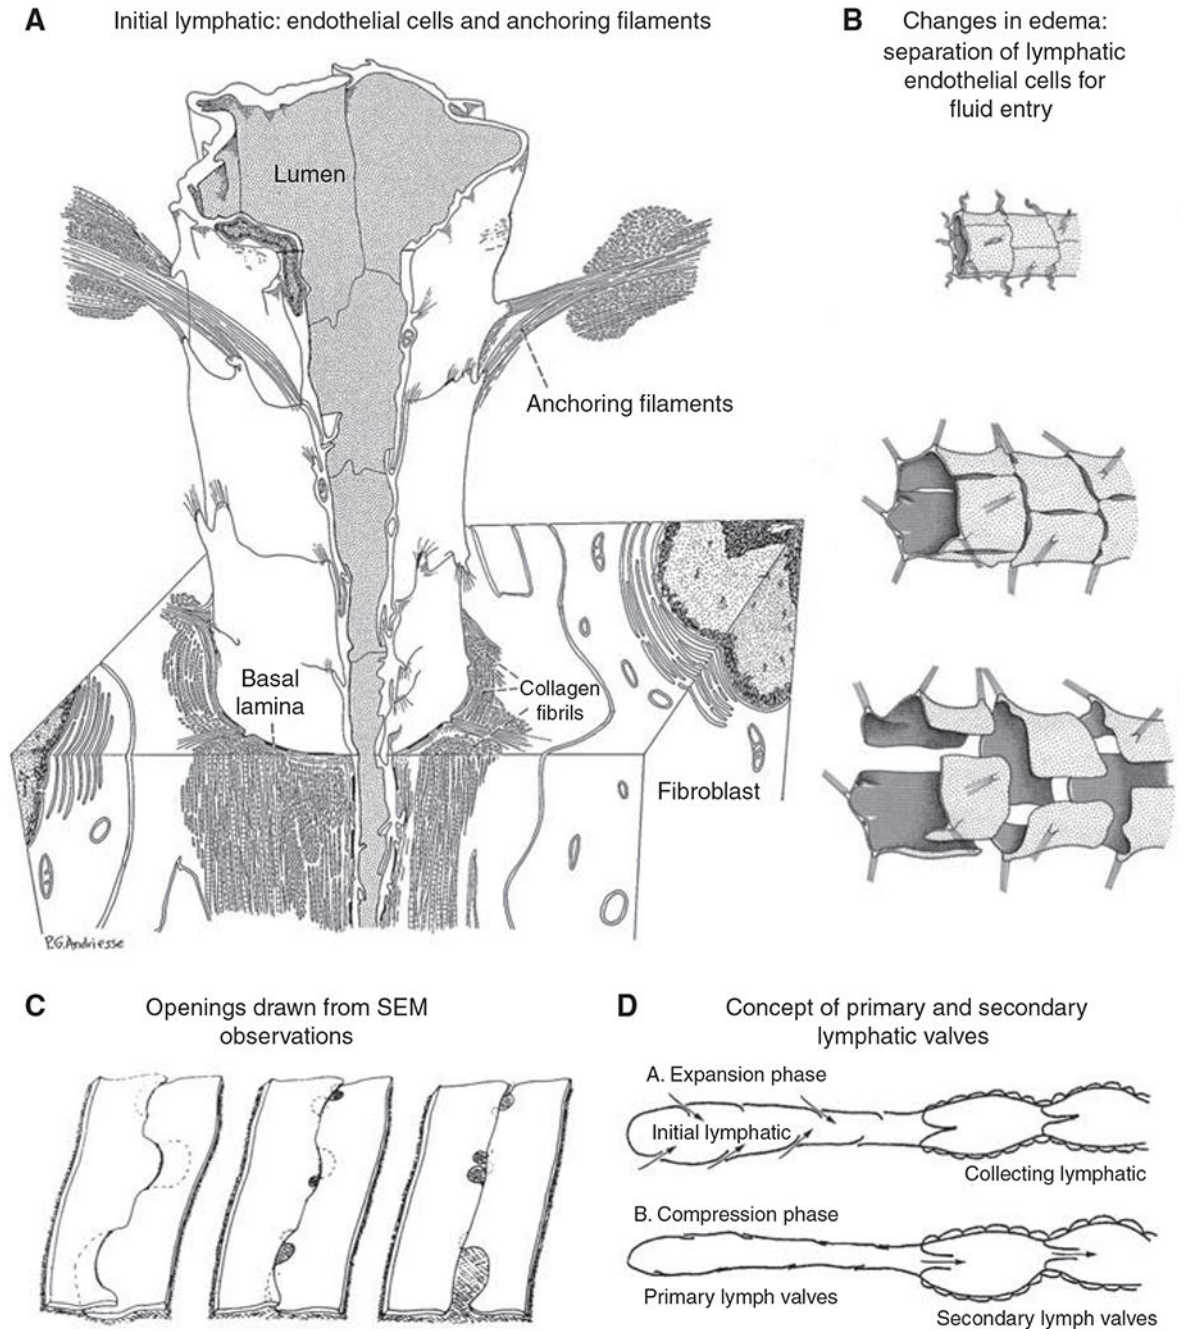 A
Initial lymphatic: endothelial cells and anchoring filaments
Lumen
Anchoring filaments
Basal
lamina
Collagen
fibrils
Fibroblast
P.G.Andriesse
B
Changes in edema:
separation of lymphatic
endothelial cells for
fluid entry
C
Openings drawn from SEM
observations
D
Concept of primary and secondary
lymphatic valves
A. Expansion phase
Initial lymphatic
Collecting lymphatic
B. Compression phase
Primary lymph valves
Secondary lymph valves